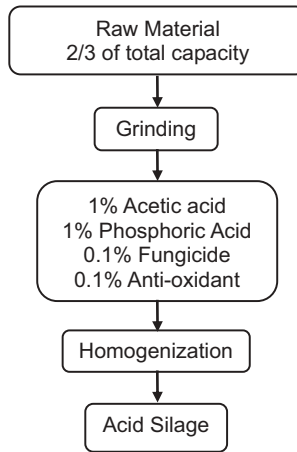 Raw Material
2/3 of total capacity
Grinding
1% Acetic acid
1% Phosphoric Acid
0.1% Fungicide
0.1% Anti-oxidant
Homogenization
Acid Silage